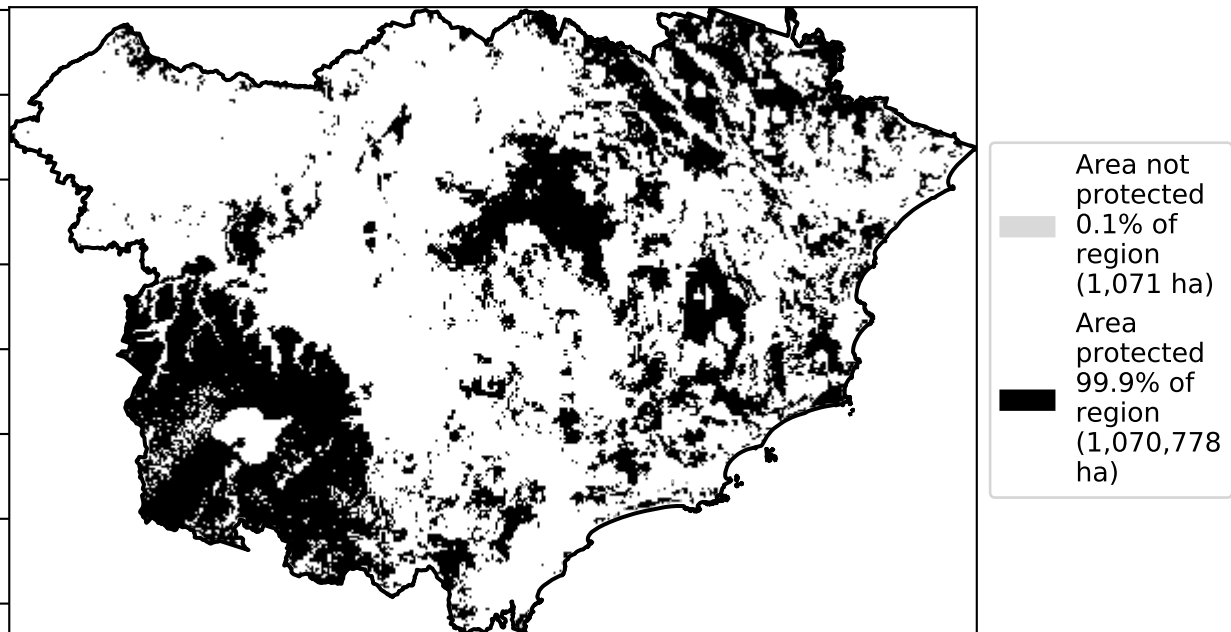 Area not
protected
0.1% of
region
(1,071 ha)
Area
protected
99.9% of
region
(1,070,778
ha)